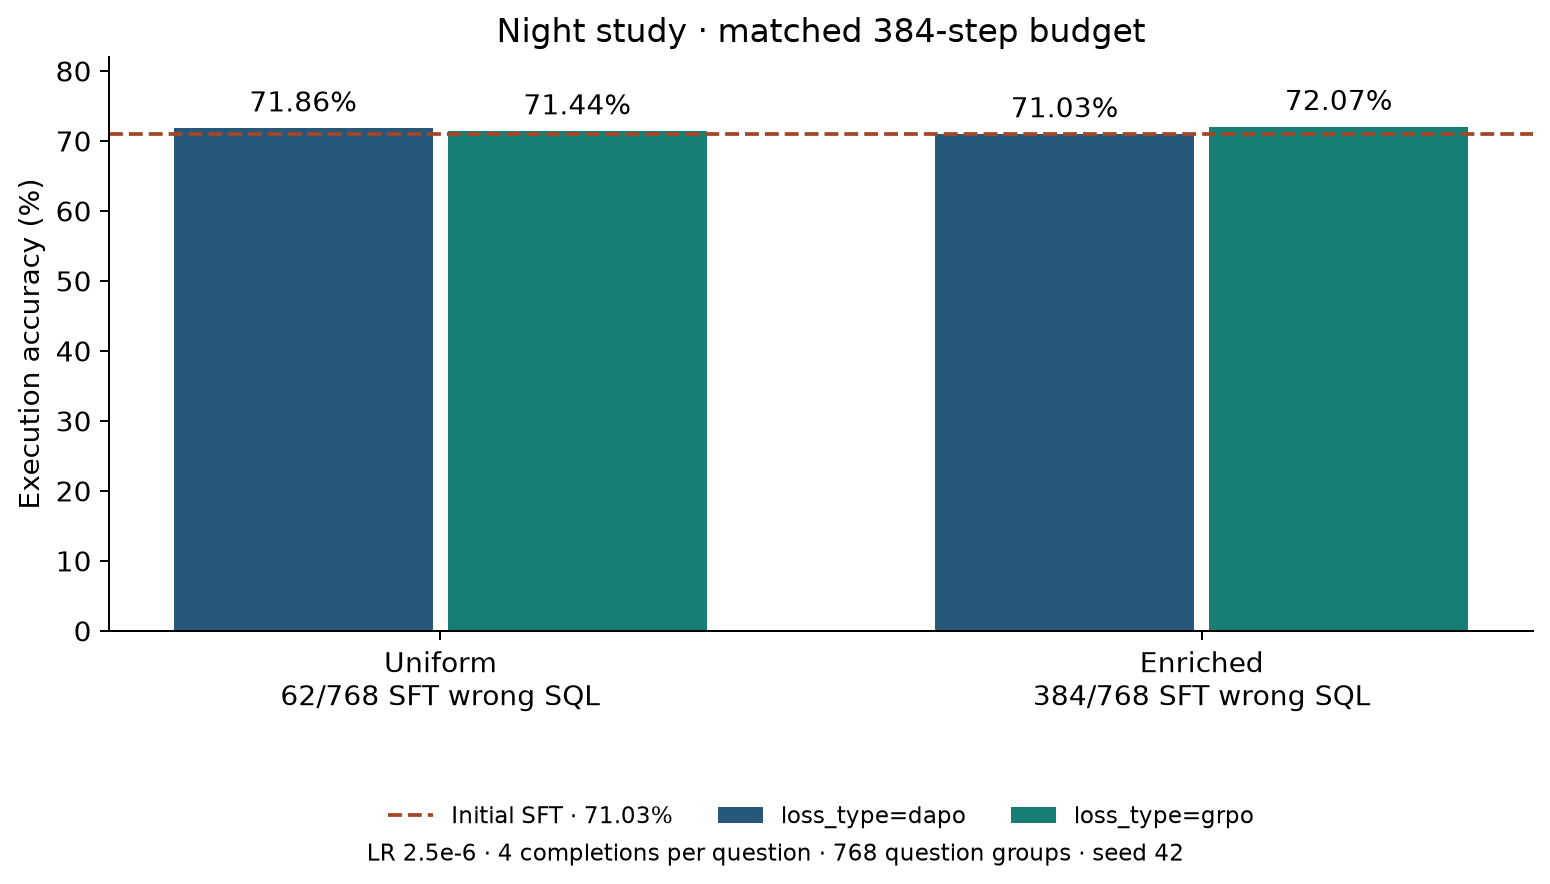 Night study · matched 384-step budget
Execution accuracy (%)
80
70
60
50
40
30
20
10
0
71.86%
71.44%
71.03%
72.07%
Uniform
62/768 SFT wrong SQL
Enriched
384/768 SFT wrong SQL
Initial SFT · 71.03%
loss_type=dapo
loss_type=grpo
LR 2.5e-6 · 4 completions per question · 768 question groups · seed 42